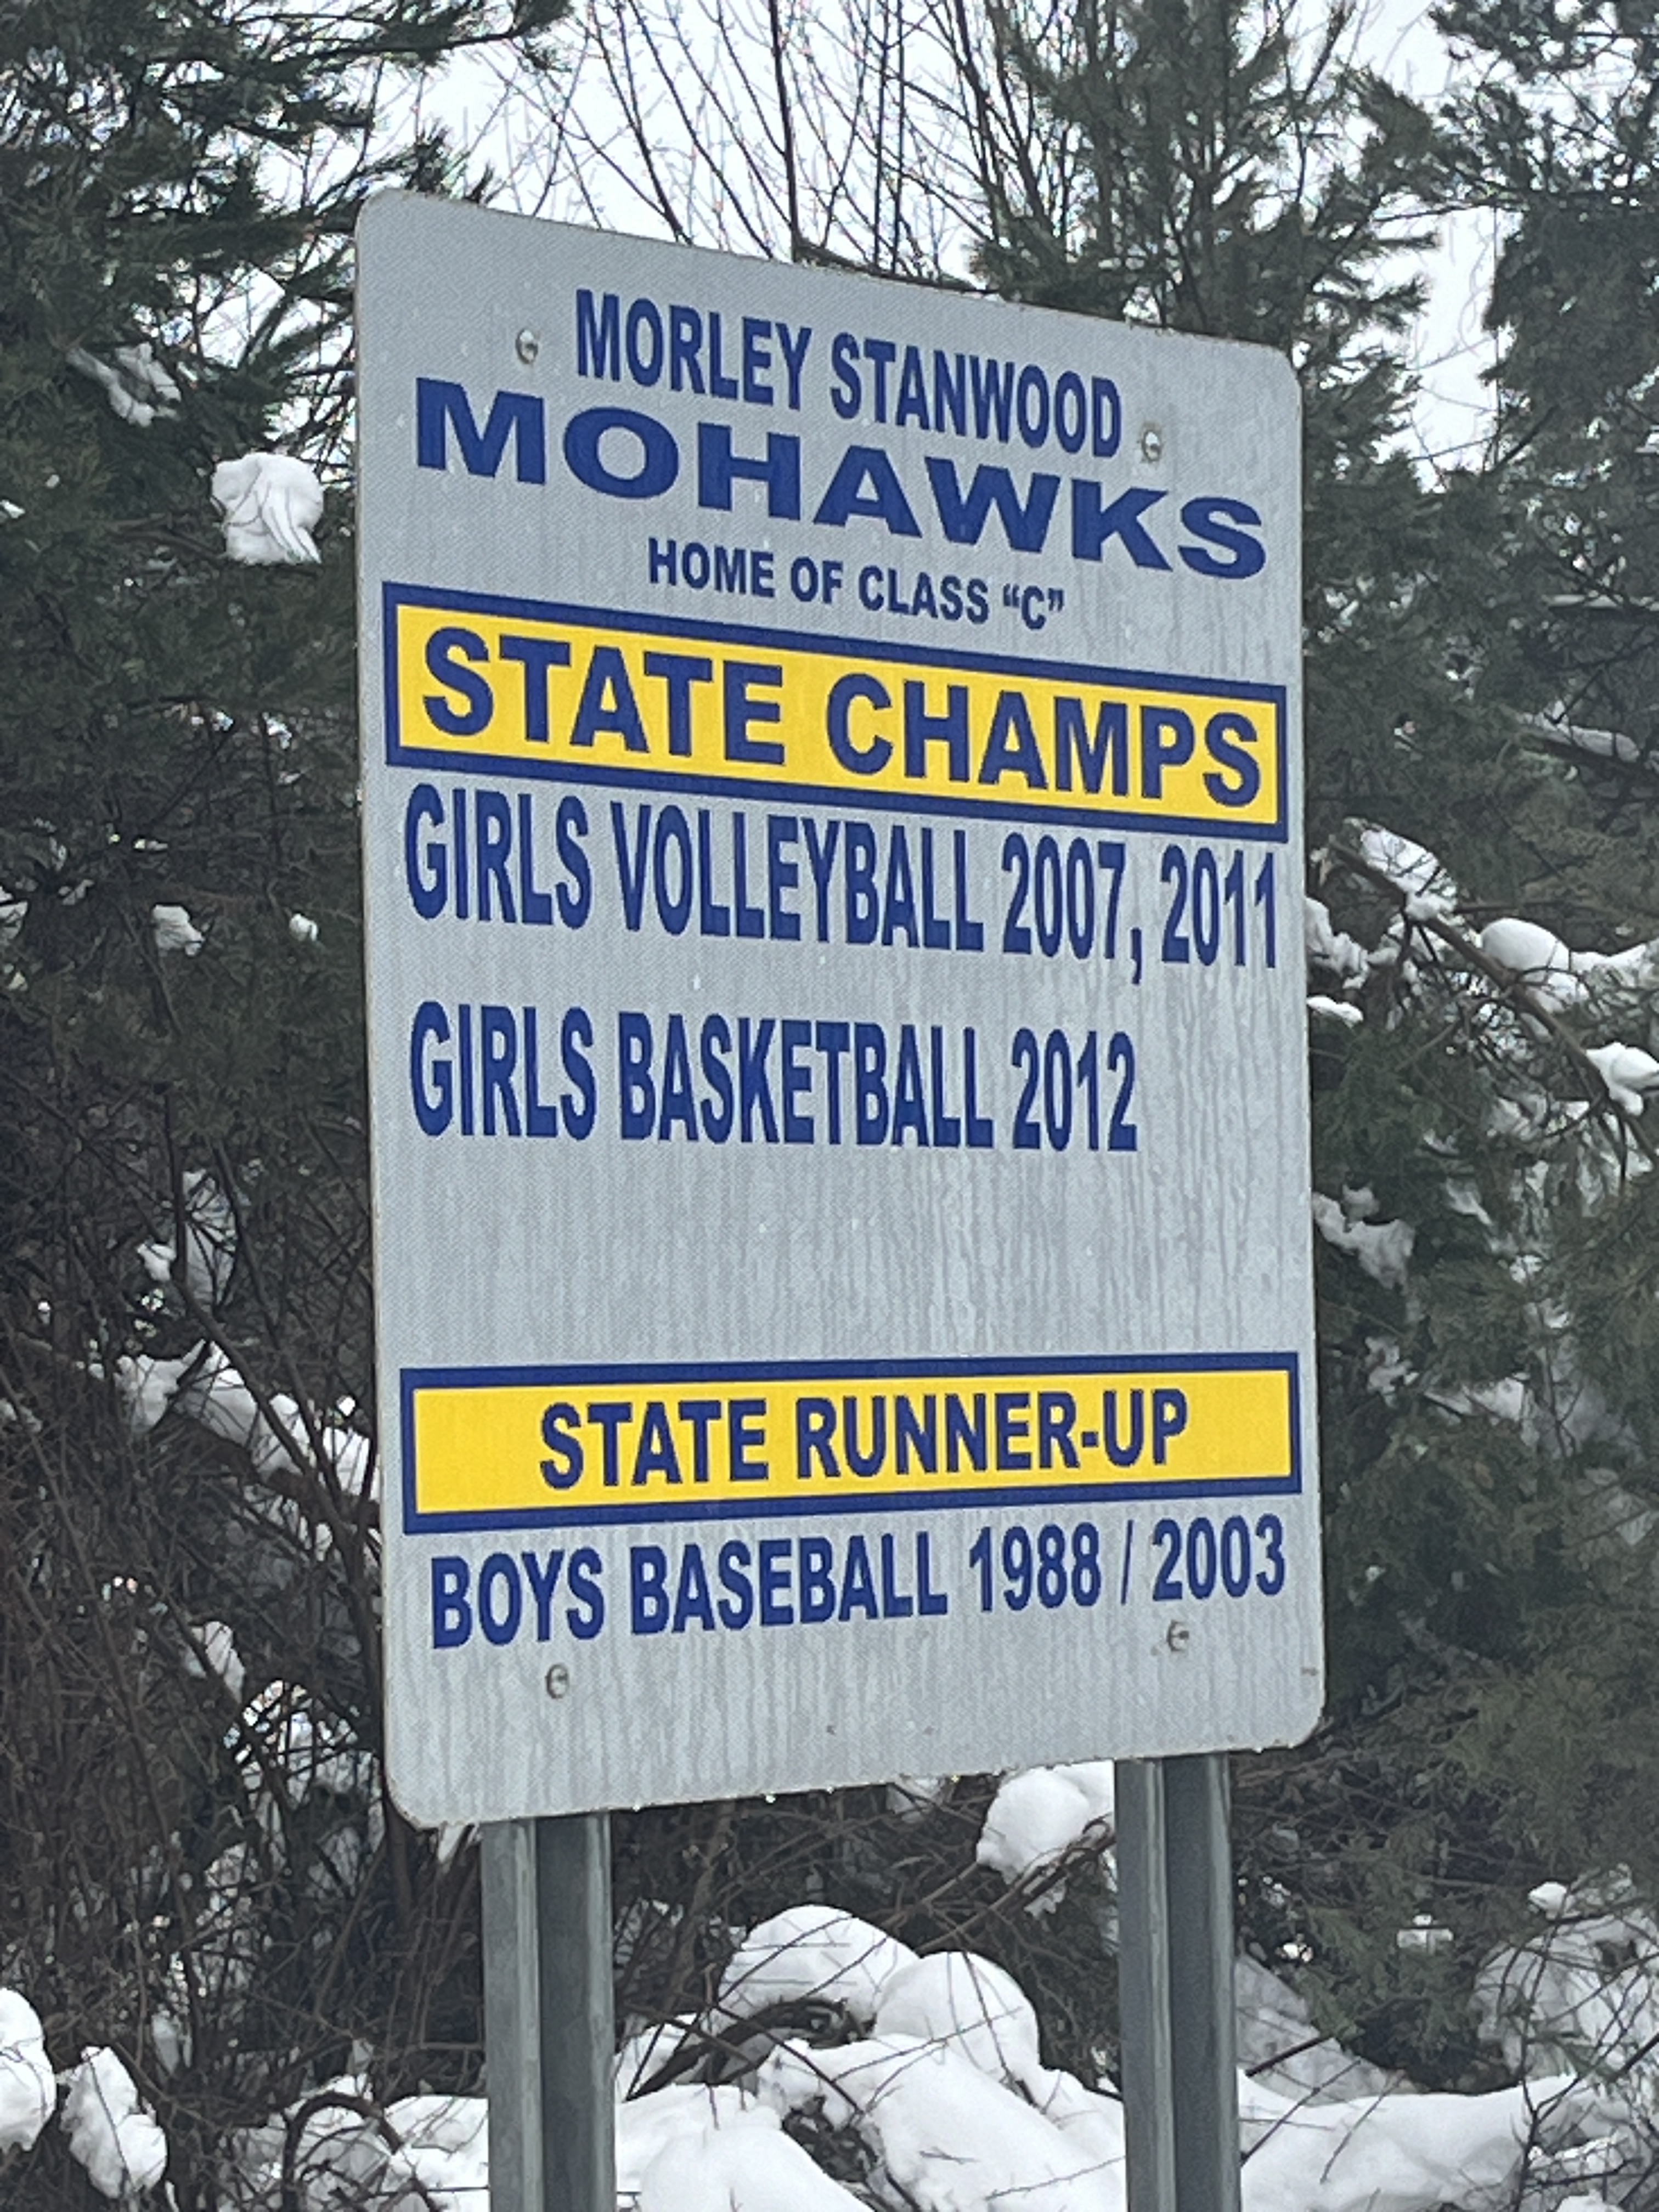 MORLEY STANWOOD
MOHAWKS
HOME OF CLASS “C”
STATE CHAMPS
GIRLS VOLLEYBALL 2007, 2011
GIRLS BASKETBALL 2012
STATE RUNNER-UP
BOYS BASEBALL 1988 / 2003